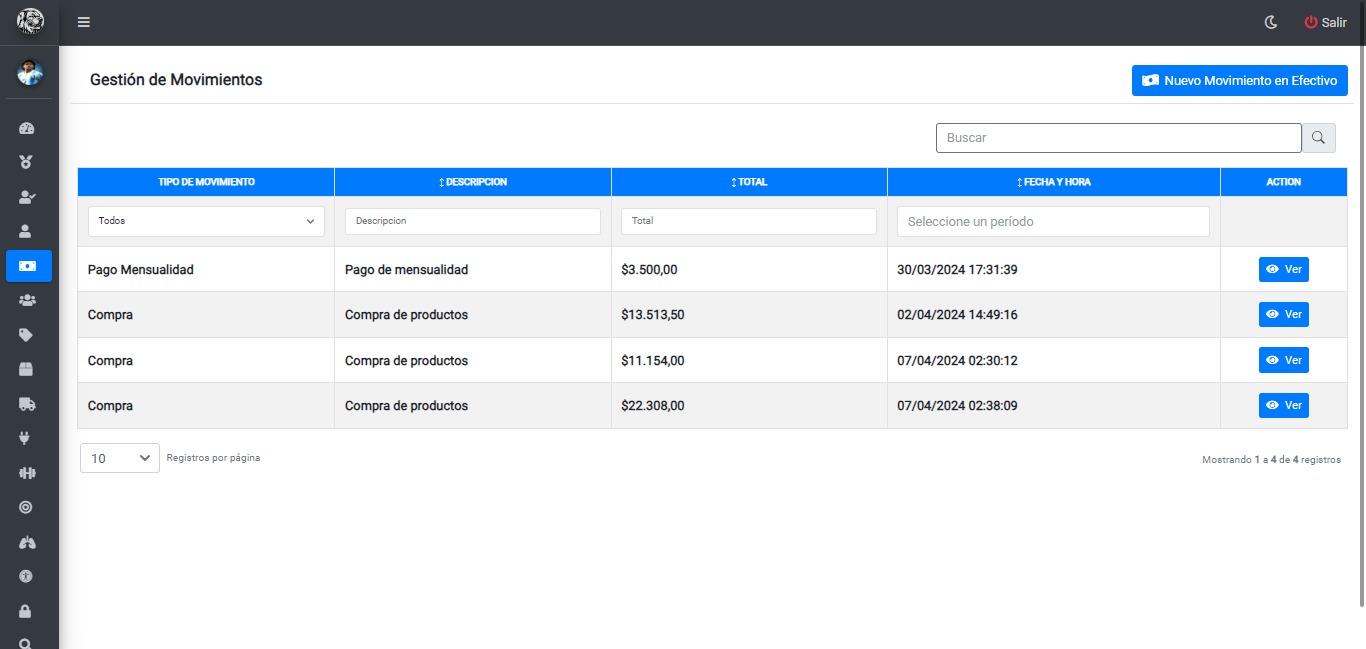 Salir
Gestión de Movimientos
Nuevo Movimiento en Efectivo
Buscar
TIPO DE MOVIMIENTO DESCRIPCION TOTAL FECHA Y HORA ACTION
Todos Descripcion Total Seleccione un período
Pago Mensualidad Pago de mensualidad $3.500,00 30/03/2024 17:31:39 Ver
Compra Compra de productos $13.513,50 02/04/2024 14:49:16 Ver
Compra Compra de productos $11.154,00 07/04/2024 02:30:12 Ver
Compra Compra de productos $22.308,00 07/04/2024 02:38:09 Ver
10 Registros por página Mostrando 1 a 4 de 4 registros